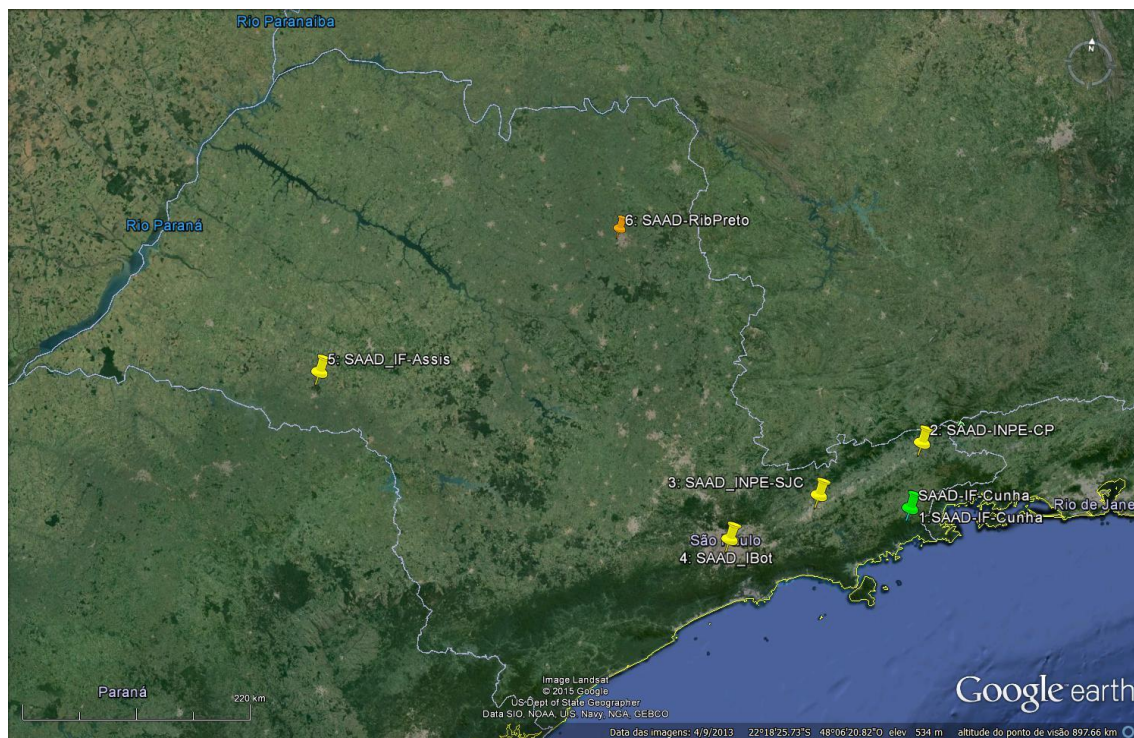 Rio Paranaiba
N
Rio Paraná
6: SAAD-RibPreto
5: SAAD_IF-Assis
2: SAAD-INPE-CP
3: SAAD_INPE-SJC
SAAD-IF-Cunha
1:SAAD-IF-Cunha
Rio de Jane
São Paulo
4: SAAD_IBot
Paraná
220 km
Image Landsat
© 2015 Google
US Dept of State Geographer
Data SIO, NOAA, U.S. Navy, NGA, GEBCO
Google earth
Data das imagens: 4/9/2013 22°18'25.73"S 48°06'20.82"O elev 534 m altitude do ponto de visão 897.66 km